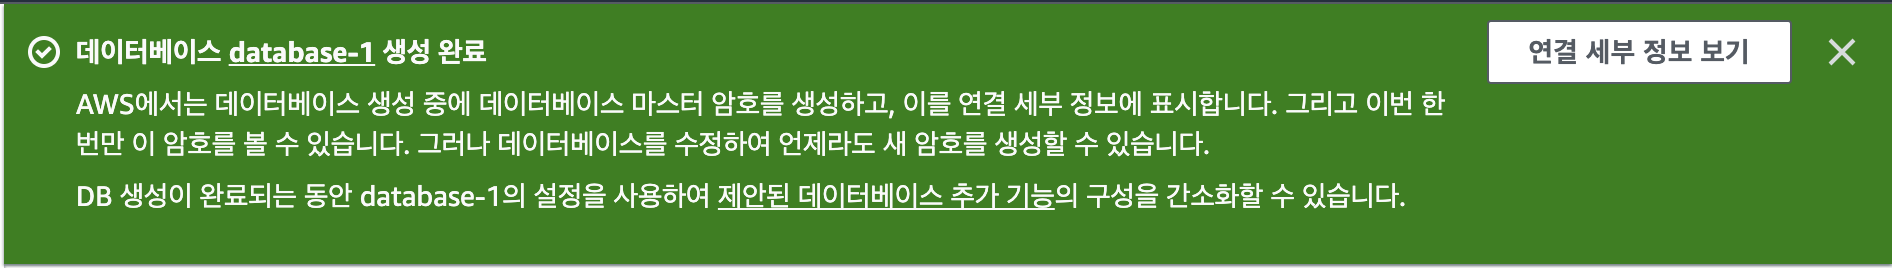 데이터베이스 database-1 생성 완료
연결 세부 정보 보기
AWS에서는 데이터베이스 생성 중에 데이터베이스 마스터 암호를 생성하고, 이를 연결 세부 정보에 표시합니다. 그리고 이번 한
번만 이 암호를 볼 수 있습니다. 그러나 데이터베이스를 수정하여 언제라도 새 암호를 생성할 수 있습니다.
DB 생성이 완료되는 동안 database-1의 설정을 사용하여 제안된 데이터베이스 추가 기능의 구성을 간소화할 수 있습니다.